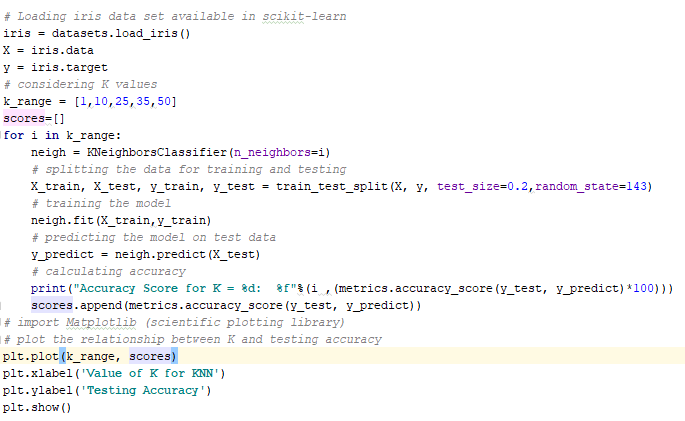 # Loading iris data set available in scikit-learn
iris = datasets.load_iris()
X = iris.data
y = iris.target
# considering K values
k_range = [1,10,25,35,50]
scores=[]
for i in k_range:
    neigh = KNeighborsClassifier(n_neighbors=i)
    # splitting the data for training and testing
    X_train, X_test, y_train, y_test = train_test_split(X, y, test_size=0.2,random_state=143)
    # training the model
    neigh.fit(X_train,y_train)
    # predicting the model on test data
    y_predict = neigh.predict(X_test)
    # calculating accuracy
    print("Accuracy Score for K = %d:  %f"%(i ,(metrics.accuracy_score(y_test, y_predict)*100)))
    scores.append(metrics.accuracy_score(y_test, y_predict))
# import Matplotlib (scientific plotting library)
# plot the relationship between K and testing accuracy
plt.plot(k_range, scores)
plt.xlabel('Value of K for KNN')
plt.ylabel('Testing Accuracy')
plt.show()